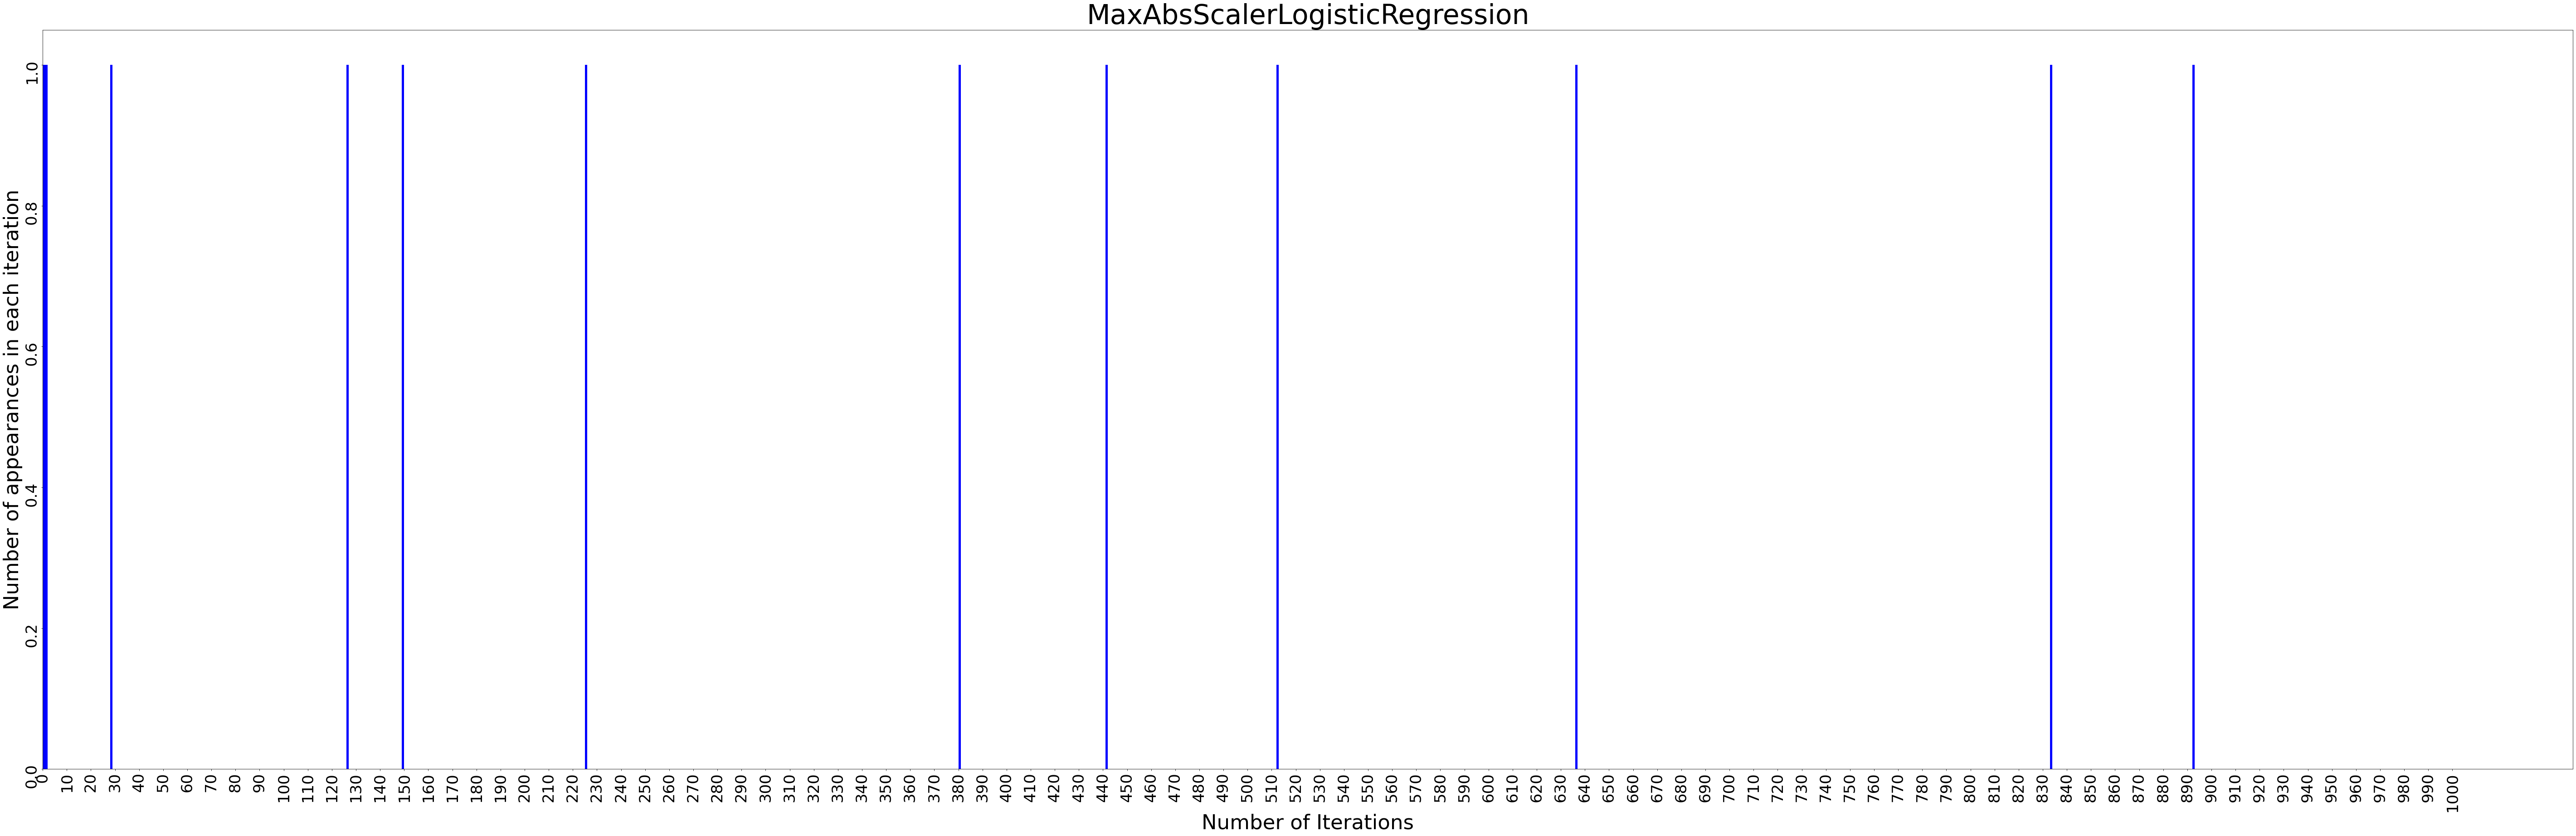 MaxAbsScalerLogisticRegression
Number of appearances in each iteration
1.0
0.8
0.6
0.4
0.2
0.0
0 10 20 30 40 50 60 70 80 90 100 110 120 130 140 150 160 170 180 190 200 210 220 230 240 250 260 270 280 290 300 310 320 330 340 350 360 370 380 390 400 410 420 430 440 450 460 470 480 490 500 510 520 530 540 550 560 570 580 590 600 610 620 630 640 650 660 670 680 690 700 710 720 730 740 750 760 770 780 790 800 810 820 830 840 850 860 870 880 890 900 910 920 930 940 950 960 970 980 990 1000
Number of Iterations